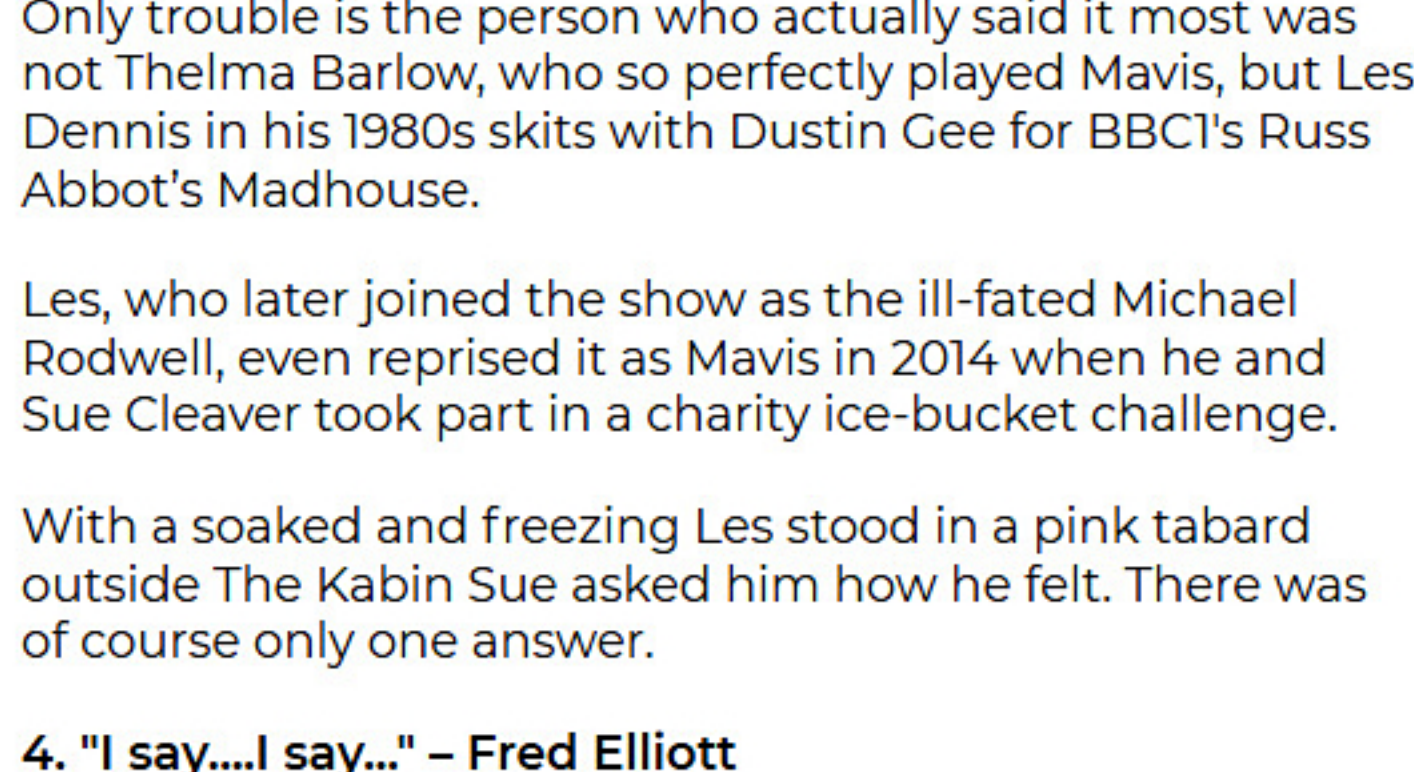 Only trouble is the person who actually said it most was
not Thelma Barlow, who so perfectly played Mavis, but Les
Dennis in his 1980s skits with Dustin Gee for BBC1's Russ
Abbot’s Madhouse.
Les, who later joined the show as the ill-fated Michael
Rodwell, even reprised it as Mavis in 2014 when he and
Sue Cleaver took part in a charity ice-bucket challenge.
With a soaked and freezing Les stood in a pink tabard
outside The Kabin Sue asked him how he felt. There was
of course only one answer.
4. "I say....I say..." – Fred Elliott